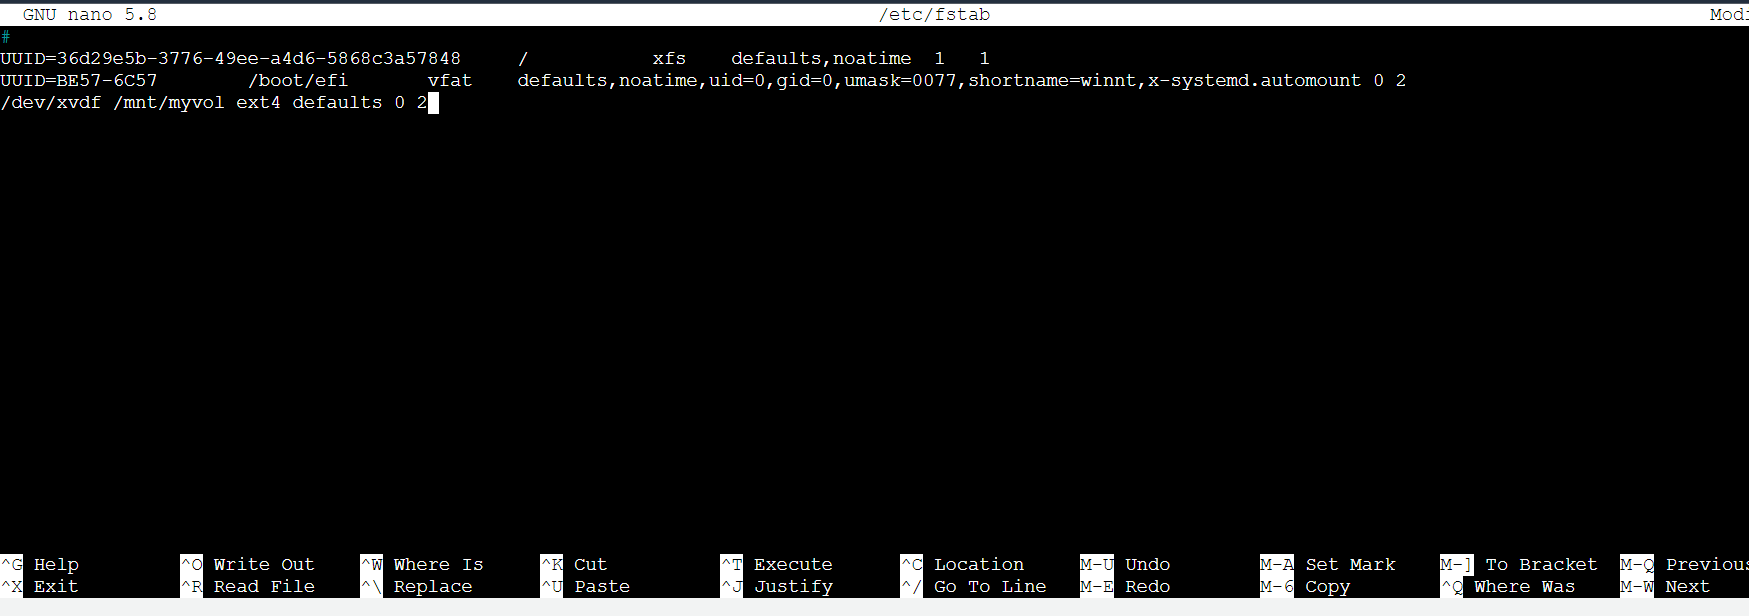 GNU nano 5.8 /etc/fstab
#
UUID=36d29e5b-3776-49ee-a4d6-5868c3a57848 / xfs defaults,noatime 1 1
UUID=BE57-6C57 /boot/efi vfat defaults,noatime,uid=0,gid=0,umask=0077,shortname=winnt,x-systemd.automount 0 2
/dev/xvdf /mnt/myvol ext4 defaults 0 2
^G Help ^O Write Out ^W Where Is ^K Cut ^T Execute ^C Location M-U Undo M-A Set Mark M-] To Bracket M-Q Previous
^X Exit ^R Read File ^\ Replace ^U Paste ^J Justify ^/ Go To Line M-E Redo M-6 Copy ^Q Where Was M-W Next